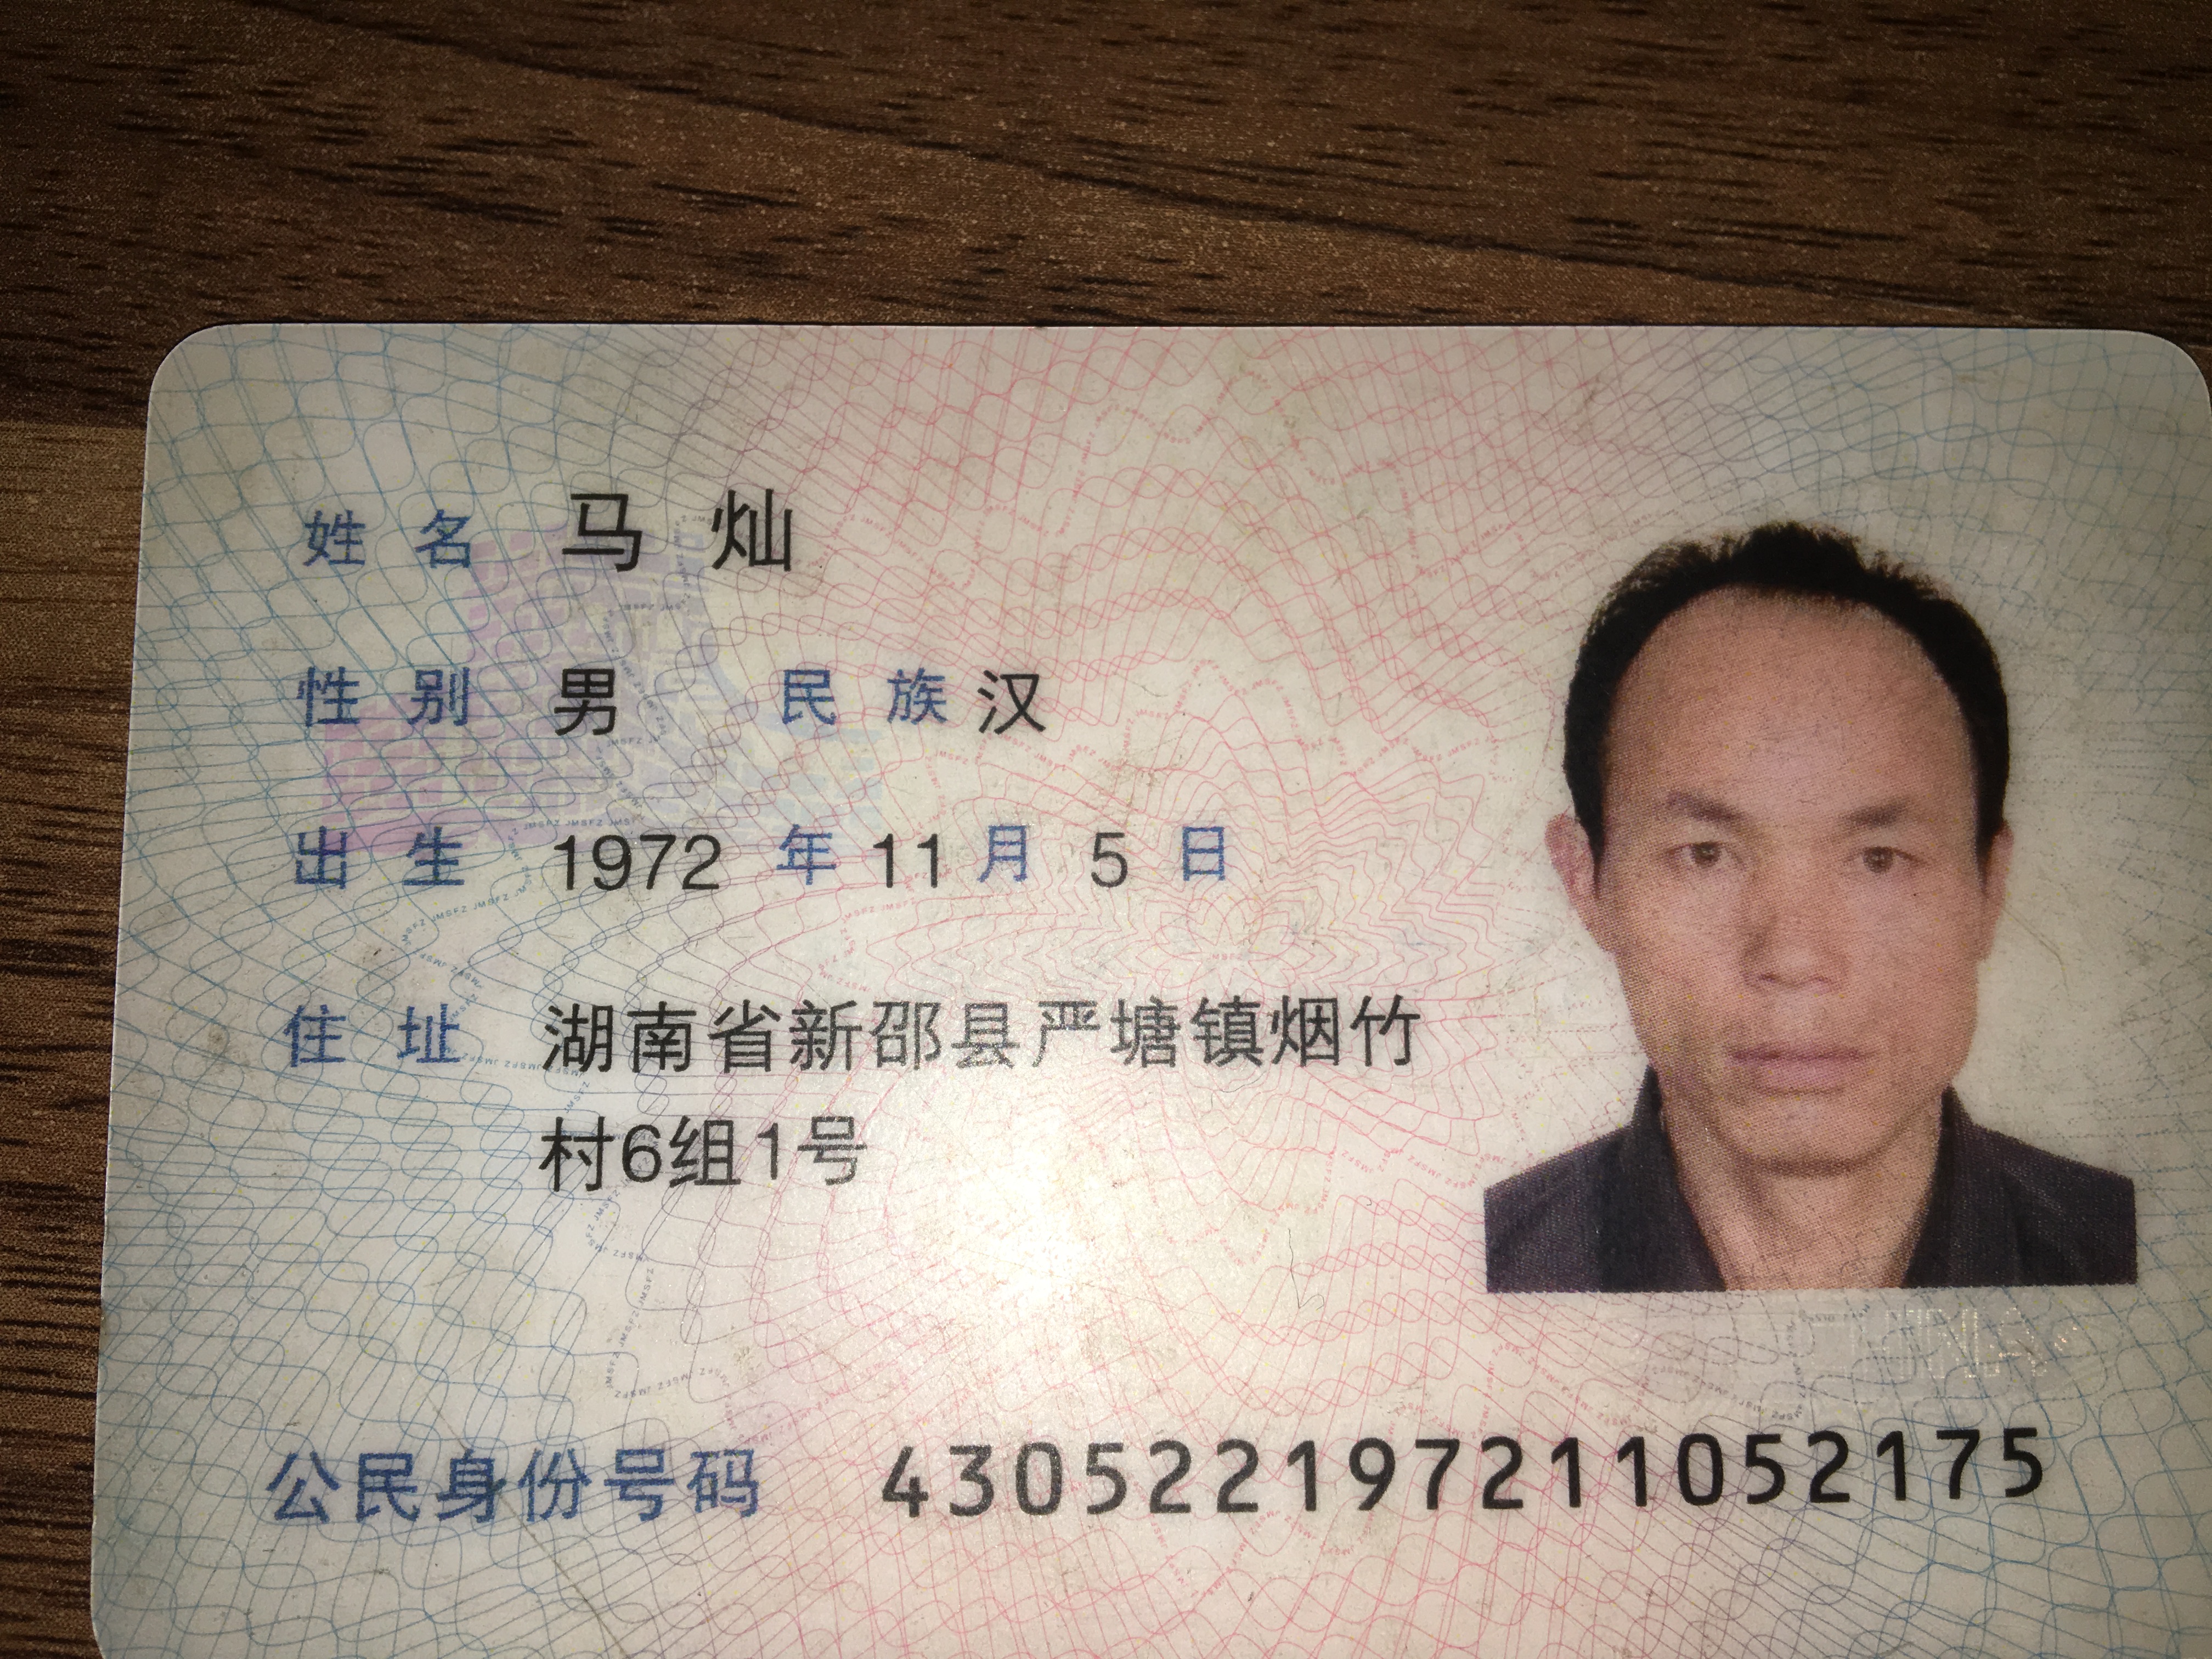 姓名 马灿
性别 男 民族 汉
出生 1972 年 11 月 5 日
住址 湖南省新邵县严塘镇烟竹
村6组1号
公民身份号码 430522197211052175